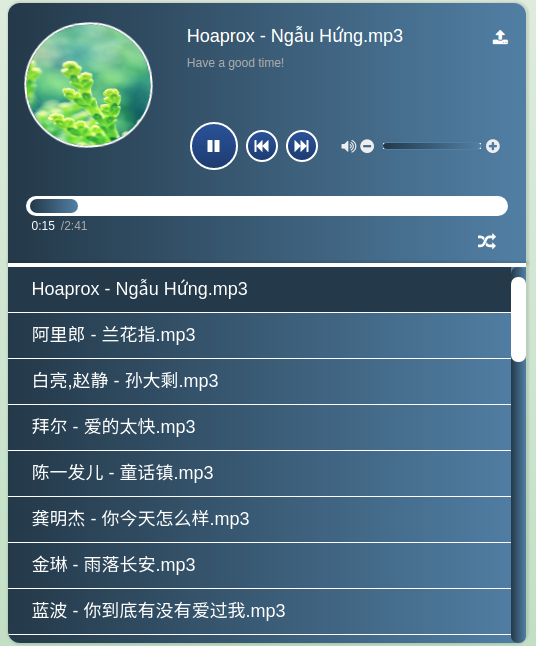 Hoaprox - Ngẫu Hứng.mp3
Have a good time!
0:15 /2:41
Hoaprox - Ngẫu Hứng.mp3
阿里郎 - 兰花指.mp3
白亮,赵静 - 孙大剩.mp3
拜尔 - 爱的太快.mp3
陈一发儿 - 童话镇.mp3
龚明杰 - 你今天怎么样.mp3
金琳 - 雨落长安.mp3
蓝波 - 你到底有没有爱过我.mp3